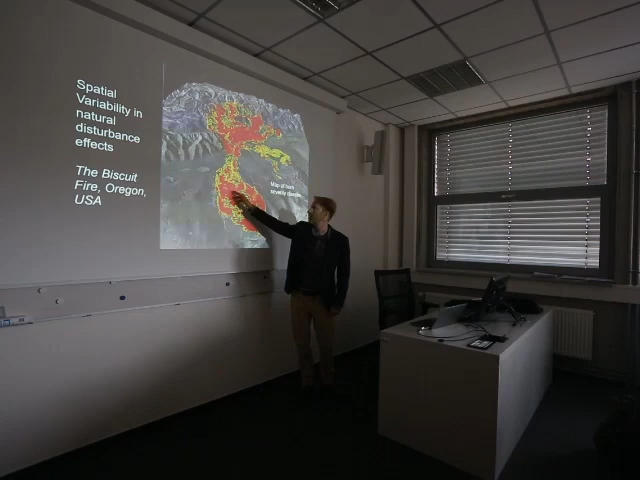 Spatial
Variability in
natural
disturbance
effects
The Biscuit
Fire, Oregon,
USA
Map of burn
severity classes